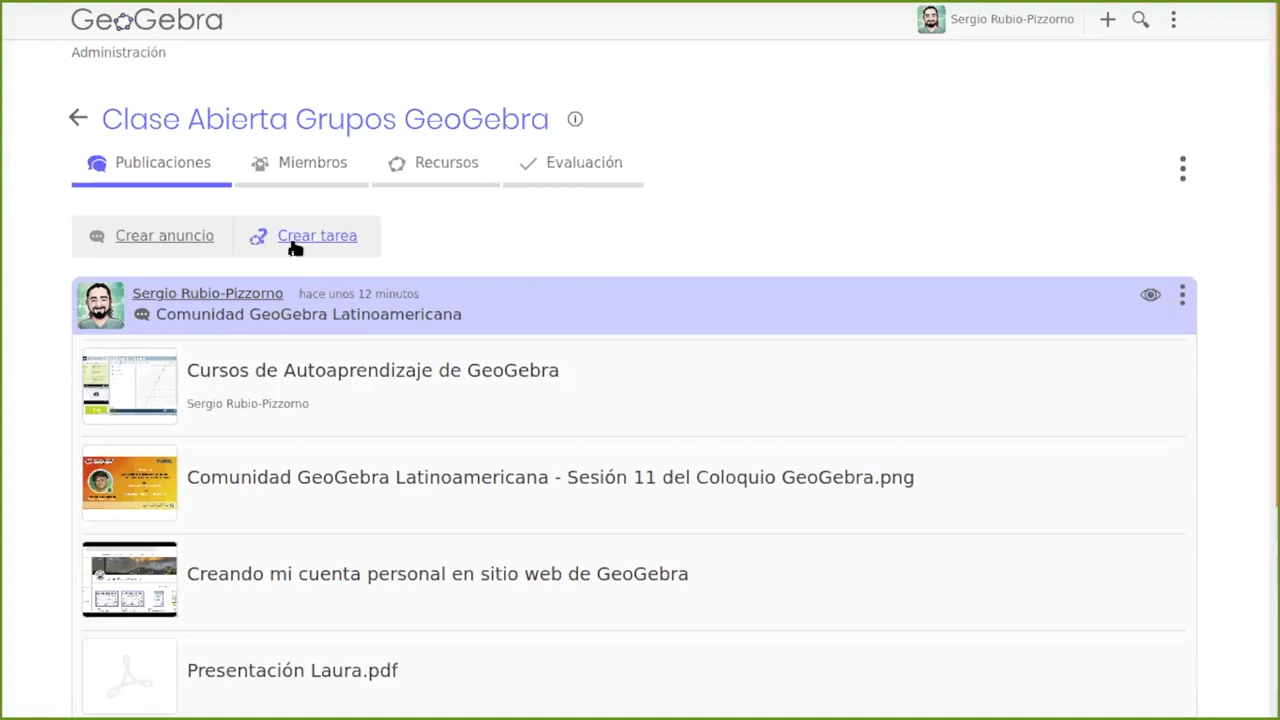 GeoGebra
Sergio Rubio-Pizzorno
Administración
Clase Abierta Grupos GeoGebra
Publicaciones
Miembros
Recursos
Evaluación
Crear anuncio
Crear tarea
Sergio Rubio-Pizzorno hace unos 12 minutos
Comunidad GeoGebra Latinoamericana
Cursos de Autoaprendizaje de GeoGebra
Sergio Rubio-Pizzorno
Comunidad GeoGebra Latinoamericana - Sesión 11 del Coloquio GeoGebra.png
Creando mi cuenta personal en sitio web de GeoGebra
Presentación Laura.pdf